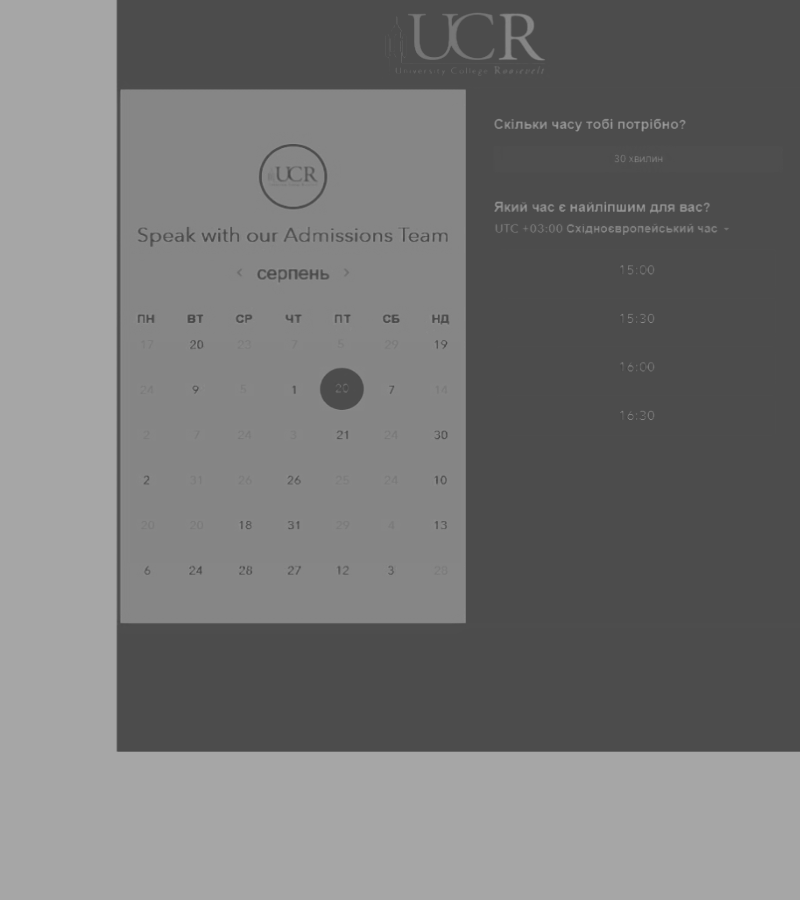 UCR
University College Roosevelt
UCR
Speak with our Admissions Team
‹ серпень ›
ПН ВТ СР ЧТ ПТ СБ НД
17 20 23 7 5 29 19
24 9 5 1 20 7 14
2 7 24 3 21 24 30
2 31 26 26 25 24 10
20 20 18 31 29 4 13
6 24 28 27 12 3 23
Скільки часу тобі потрібно?
30 хвилин
Який час є найліпшим для вас?
UTC +03:00 Східноєвропейський час
15:00
15:30
16:00
16:30